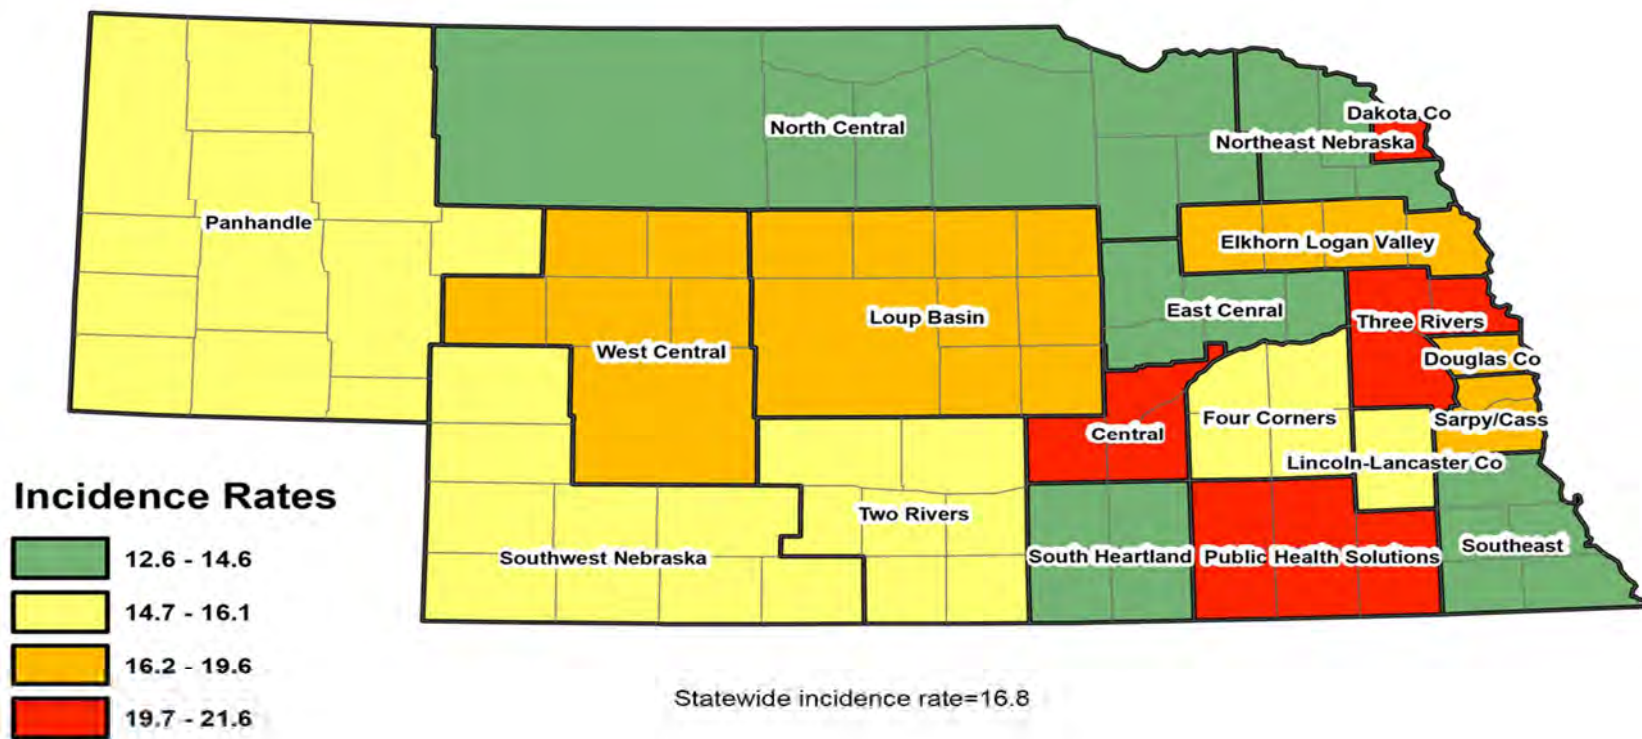 Dakota Co
North Central
Northeast Nebraska
Panhandle
Elkhorn Logan Valley
East Cenral
Loup Basin
Three Rivers
West Central
Douglas Co
Four Corners
Sarpy/Cass
Central
Lincoln-Lancaster Co
Two Rivers
Southwest Nebraska
South Heartland
Public Health Solutions
Southeast
Incidence Rates
12.6 - 14.6
14.7 - 16.1
16.2 - 19.6
19.7 - 21.6
Statewide incidence rate=16.8